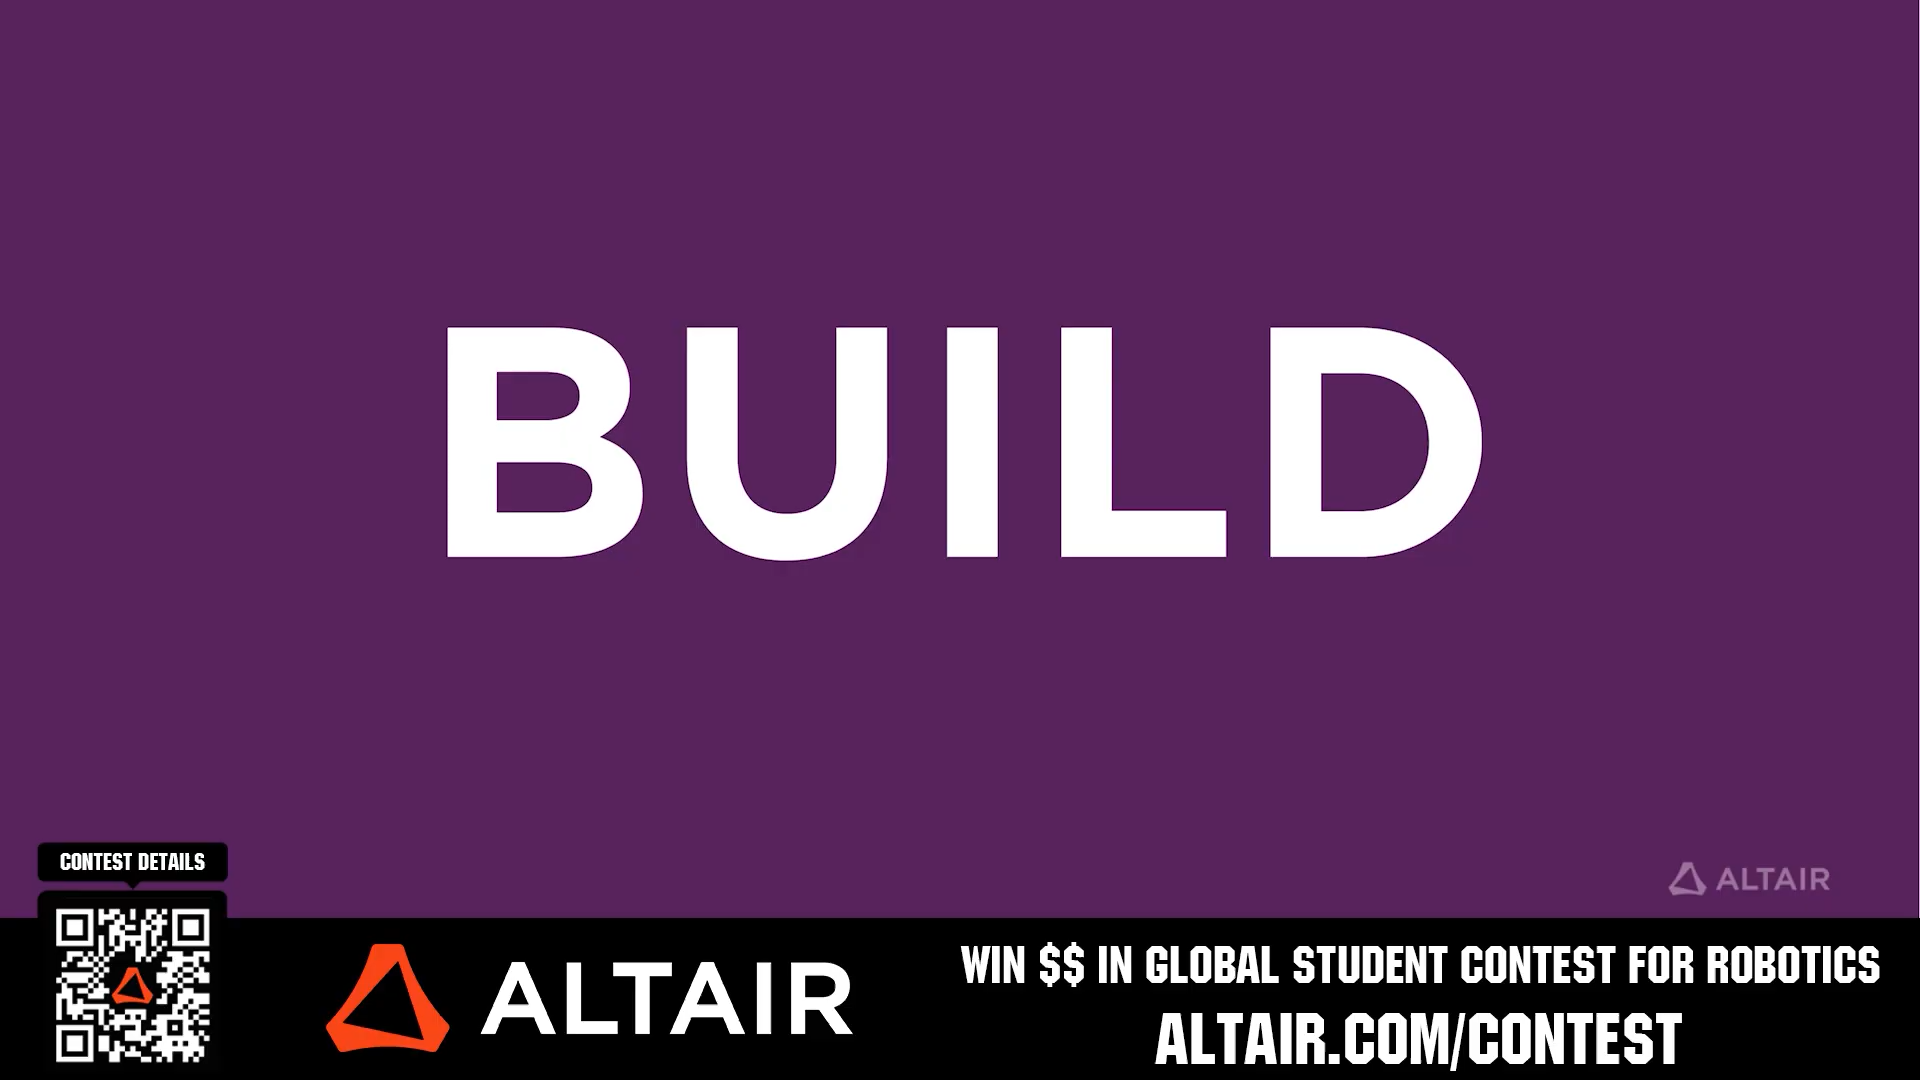 BUILD
CONTEST DETAILS
ALTAIR
ALTAIR
WIN $$ IN GLOBAL STUDENT CONTEST FOR ROBOTICS
ALTAIR.COM/CONTEST